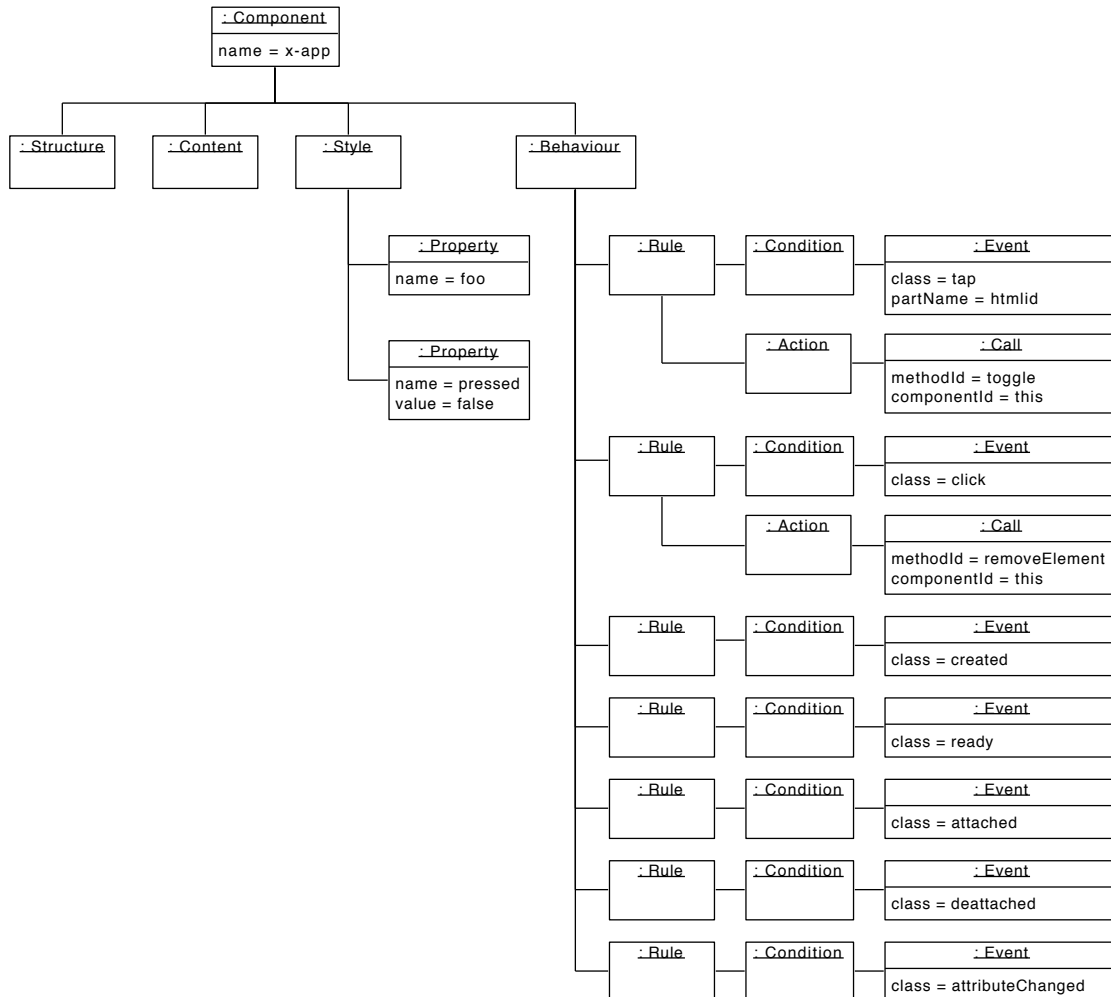 : Component
name = x-app
: Structure
: Content
: Style
: Behaviour
: Property
name = foo
: Property
name = pressed
value = false
: Rule
: Condition
: Event
class = tap
partName = htmlid
: Action
: Call
methodId = toggle
componentId = this
: Rule
: Condition
: Event
class = click
: Action
: Call
methodId = removeElement
componentId = this
: Rule
: Condition
: Event
class = created
: Rule
: Condition
: Event
class = ready
: Rule
: Condition
: Event
class = attached
: Rule
: Condition
: Event
class = deattached
: Rule
: Condition
: Event
class = attributeChanged